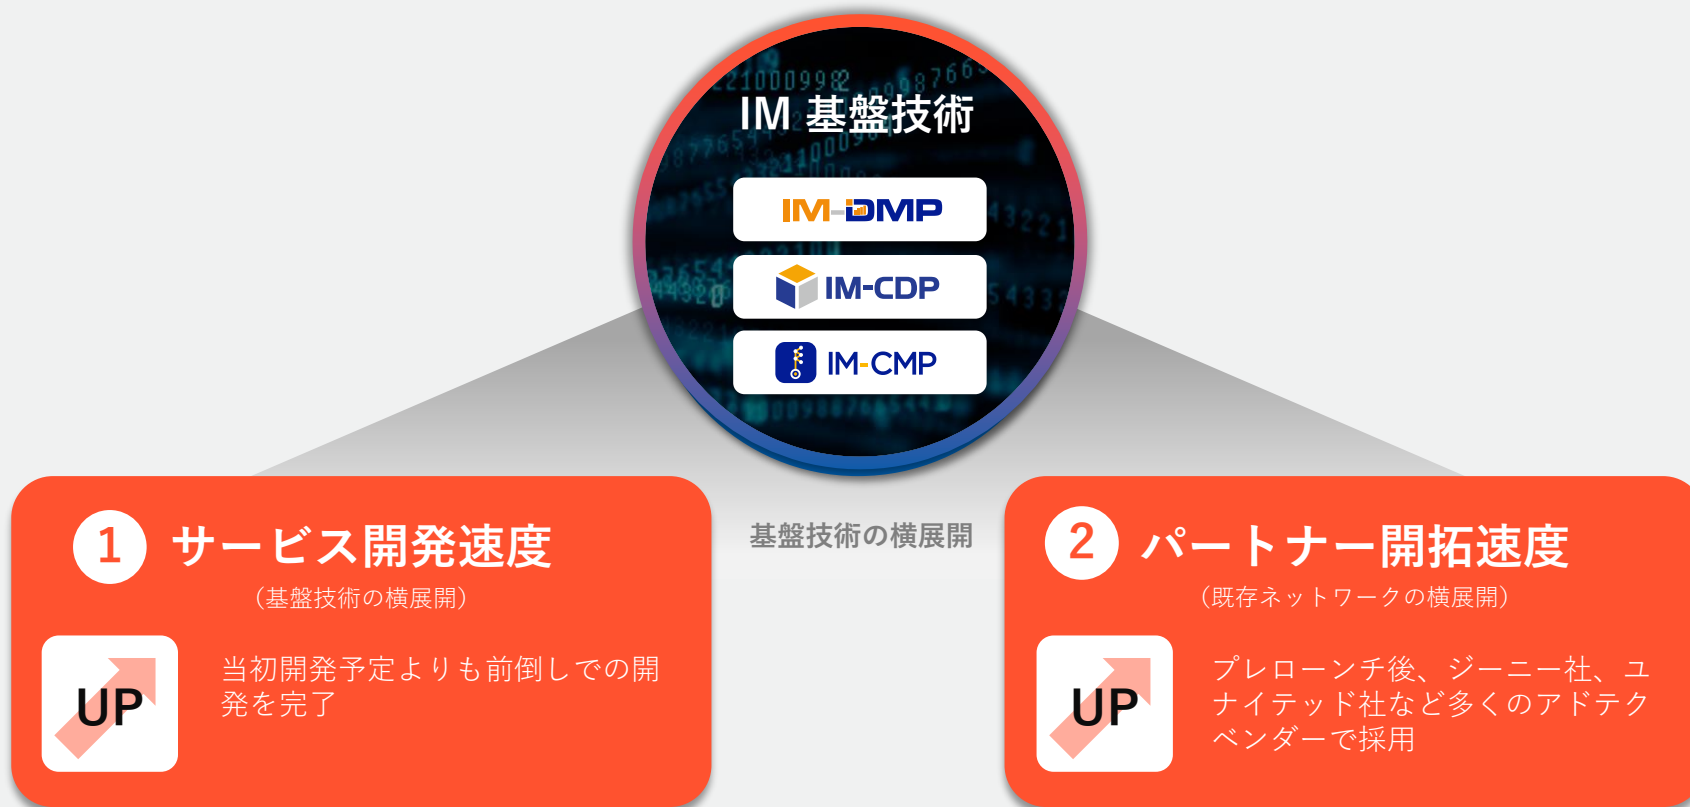 IM 基盤技術
IM-DMP
IM-CDP
IM-CMP
基盤技術の横展開
1 サービス開発速度
（基盤技術の横展開）
UP
当初開発予定よりも前倒しでの開
発を完了
2 パートナー開拓速度
（既存ネットワークの横展開）
UP
プレローンチ後、ジーニー社、ユ
ナイテッド社など多くのアドテク
ベンダーで採用